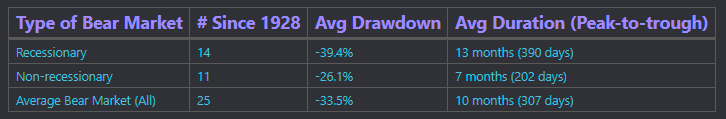 Type of Bear Market # Since 1928 Avg Drawdown Avg Duration (Peak-to-trough)
Recessionary 14 -39.4% 13 months (390 days)
Non-recessionary 11 -26.1% 7 months (202 days)
Average Bear Market (All) 25 -33.5% 10 months (307 days)